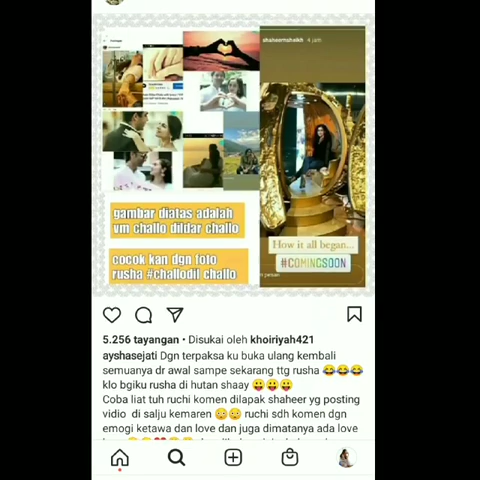 shaheernshaikh 4 jam
gambar diatas adalah
vm challo dildar challo
cocok kan dgn foto
rusha #challodil challo
How it all began...
#COMINGSOON
pesan
5.256 tayangan • Disukai oleh khoiriyah421
ayshasejati Dgn terpaksa ku buka ulang kembali
semuanya dr awal sampe sekarang ttg rusha 😂😂😂
klo bgiku rusha di hutan shaay 😛😛😛
Coba liat tuh ruchi komen dilapak shaheer yg posting
vidio di salju kemaren 😳😳 ruchi sdh komen dgn
emogi ketawa dan love dan juga dimatanya ada love